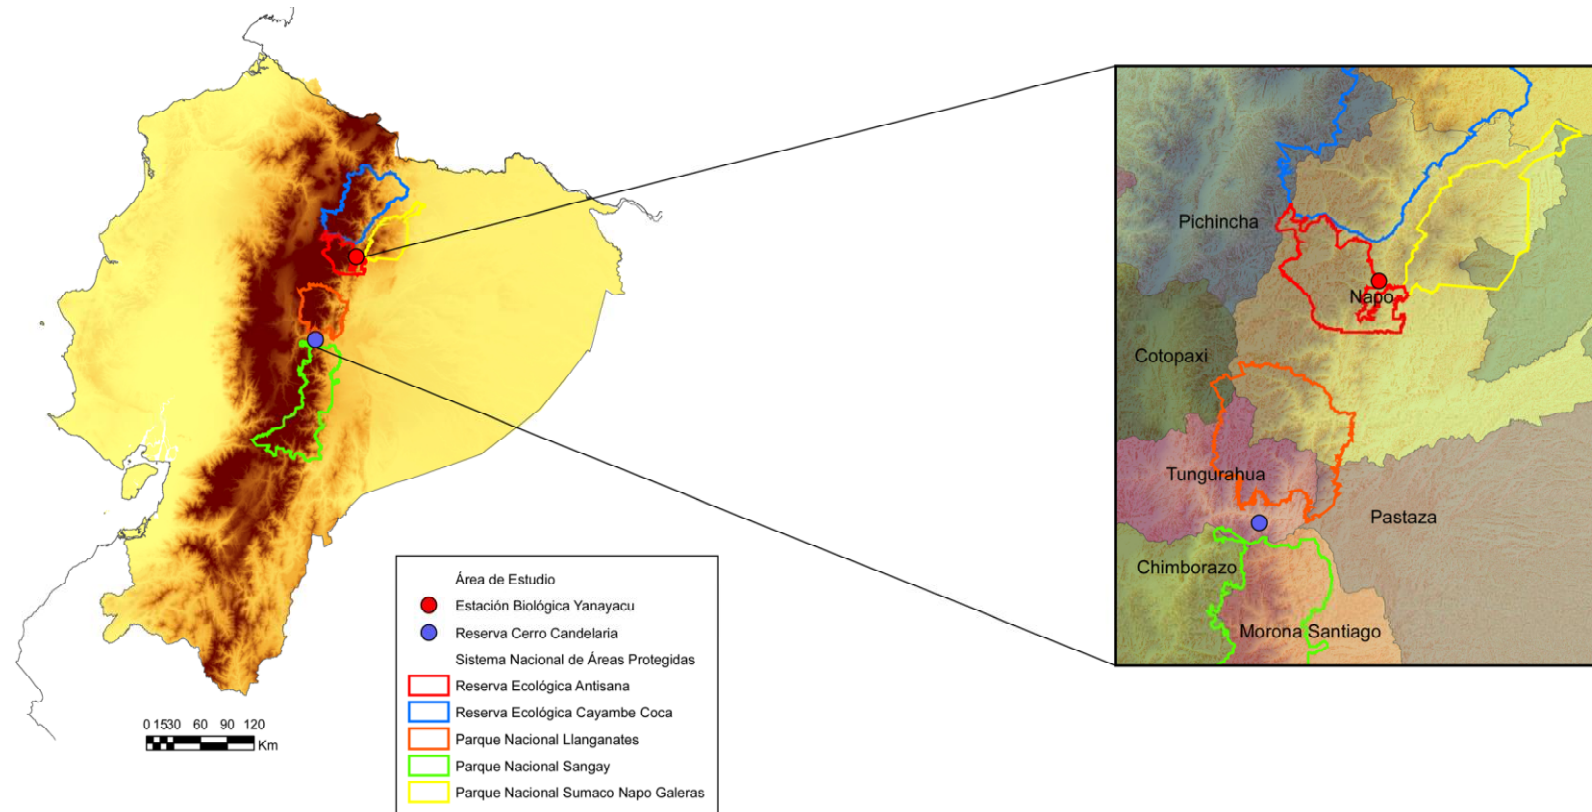 Pichincha
Napo
Cotopaxi
Tungurahua
Pastaza
Chimborazo
Morona Santiago
Área de Estudio
Estación Biológica Yanayacu
Reserva Cerro Candelaria
Sistema Nacional de Áreas Protegidas
Reserva Ecológica Antisana
Reserva Ecológica Cayambe Coca
Parque Nacional Llanganates
Parque Nacional Sangay
Parque Nacional Sumaco Napo Galeras
0 1530 60 90 120
Km